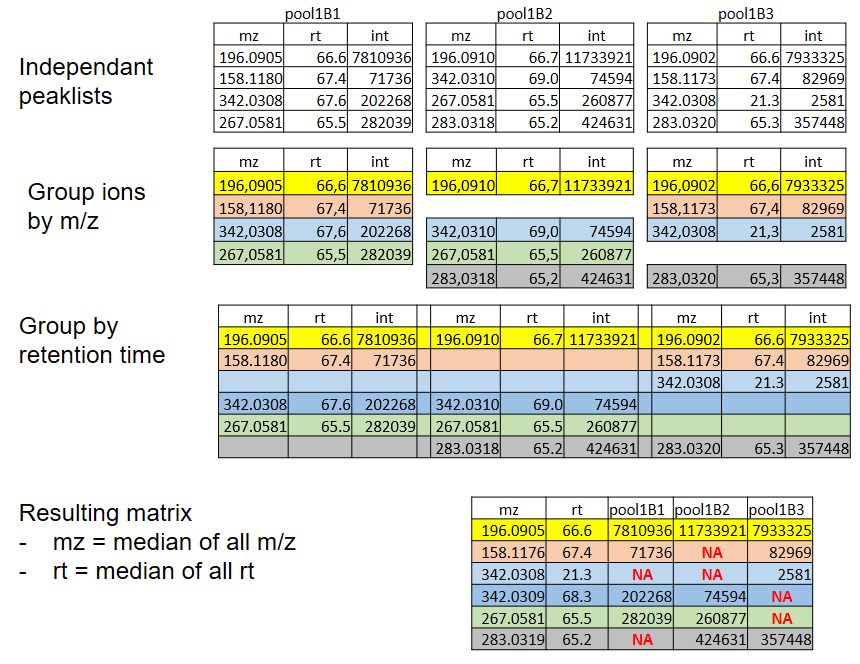 pool1B1 pool1B2 pool1B3
mz rt int mz rt int mz rt int
Independant
peaklists
196.0905 66.6 7810936 196.0910 66.7 11733921 196.0902 66.6 7933325
158.1180 67.4 71736 342.0310 69.0 74594 158.1173 67.4 82969
342.0308 67.6 202268 267.0581 65.5 260877 342.0308 21.3 2581
267.0581 65.5 282039 283.0318 65.2 424631 283.0320 65.3 357448
Group ions
by m/z
mz rt int mz rt int mz rt int
196,0905 66,6 7810936 196,0910 66,7 11733921 196,0902 66,6 7933325
158,1180 67,4 71736 158,1173 67,4 82969
342,0308 67,6 202268 342,0310 69,0 74594 342,0308 21,3 2581
267,0581 65,5 282039 267,0581 65,5 260877
283,0318 65,2 424631 283,0320 65,3 357448
Group by
retention time
mz rt int mz rt int mz rt int
196.0905 66.6 7810936 196.0910 66.7 11733921 196.0902 66.6 7933325
158.1180 67.4 71736 158.1173 67.4 82969
342.0308 21.3 2581
342.0308 67.6 202268 342.0310 69.0 74594
267.0581 65.5 282039 267.0581 65.5 260877
283.0318 65.2 424631 283.0320 65.3 357448
Resulting matrix
- mz = median of all m/z
- rt = median of all rt
mz rt pool1B1 pool1B2 pool1B3
196.0905 66.6 7810936 11733921 7933325
158.1176 67.4 71736 NA 82969
342.0308 21.3 NA NA 2581
342.0309 68.3 202268 74594 NA
267.0581 65.5 282039 260877 NA
283.0319 65.2 NA 424631 357448